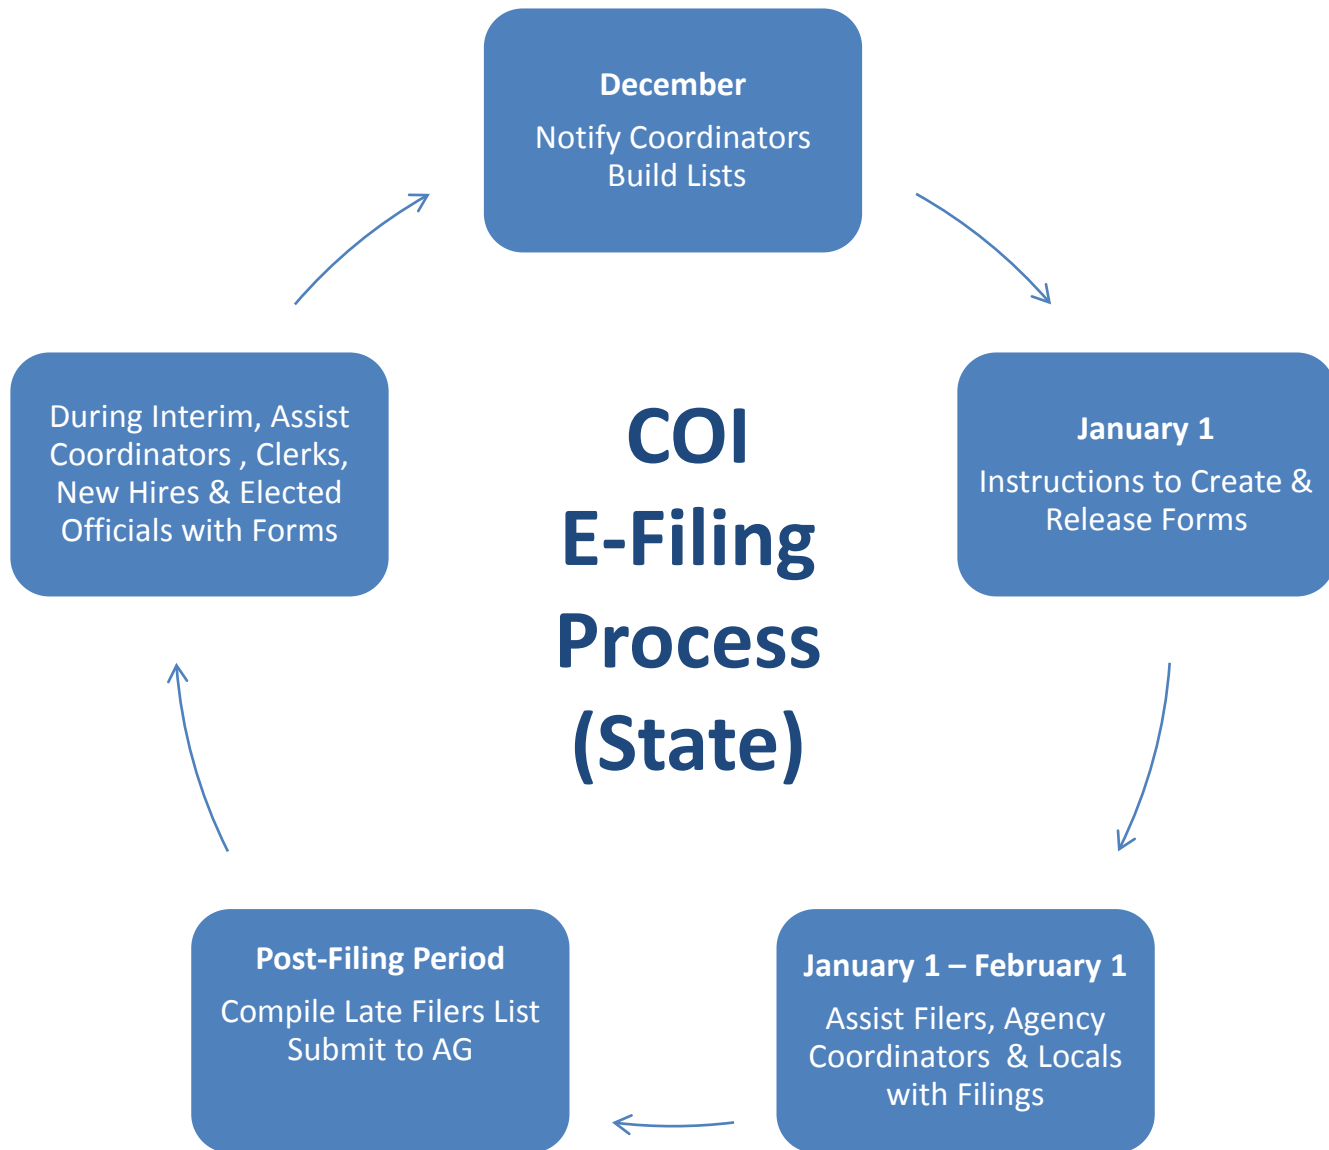 December
Notify Coordinators
Build Lists
January 1
Instructions to Create &
Release Forms
January 1 – February 1
Assist Filers, Agency
Coordinators  & Locals
with Filings
Post-Filing Period
Compile Late Filers List
Submit to AG
During Interim, Assist
Coordinators , Clerks,
New Hires & Elected
Officials with Forms
COI
E-Filing
Process
(State)